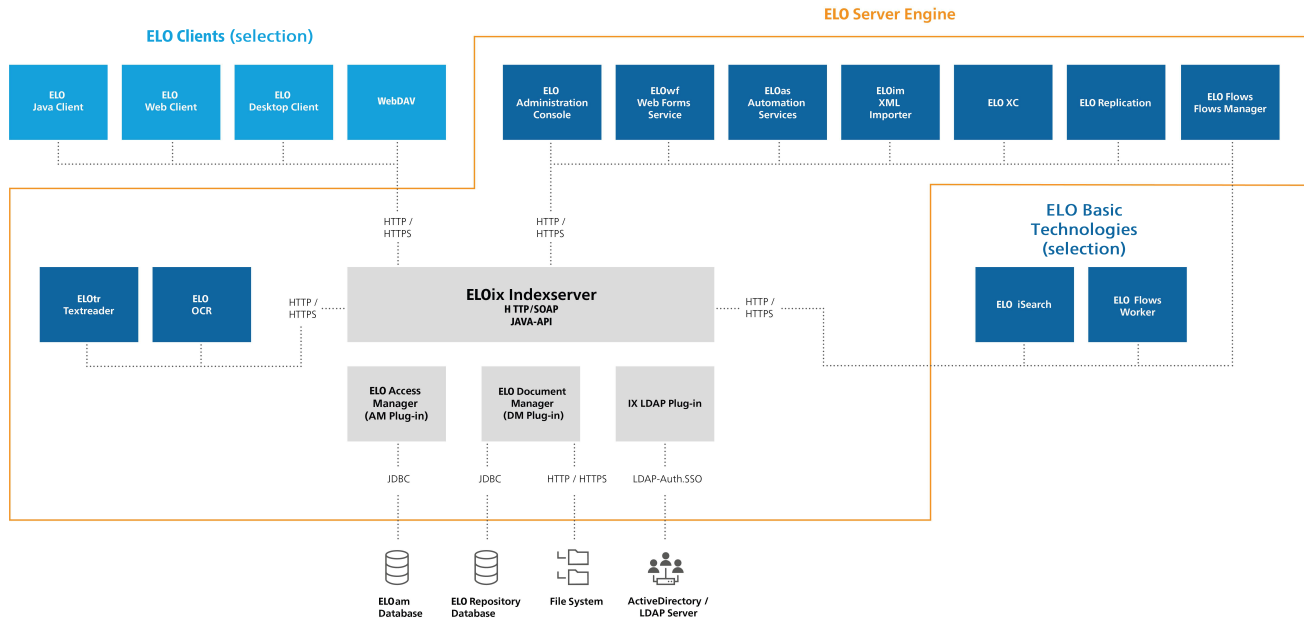 ELO Server Engine
ELO Clients (selection)
ELO
Java Client
ELO
Web Client
ELO
Desktop Client
WebDAV
ELO
Administration
Console
ELOwf
Web Forms
Service
ELOas
Automation
Services
ELOim
XML
Importer
ELO XC
ELO Replication
ELO Flows
Flows Manager
HTTP /
HTTPS
HTTP /
HTTPS
ELO Basic
Technologies
(selection)
ELOtr
Textreader
ELO
OCR
HTTP /
HTTPS
ELOix Indexserver
H TTP/SOAP
JAVA-API
HTTP /
HTTPS
ELO iSearch
ELO Flows
Worker
ELO Access
Manager
(AM Plug-in)
ELO Document
Manager
(DM Plug-in)
IX LDAP Plug-in
JDBC
JDBC
HTTP / HTTPS
LDAP-Auth.SSO
ELOam
Database
ELO Repository
Database
File System
ActiveDirectory /
LDAP Server